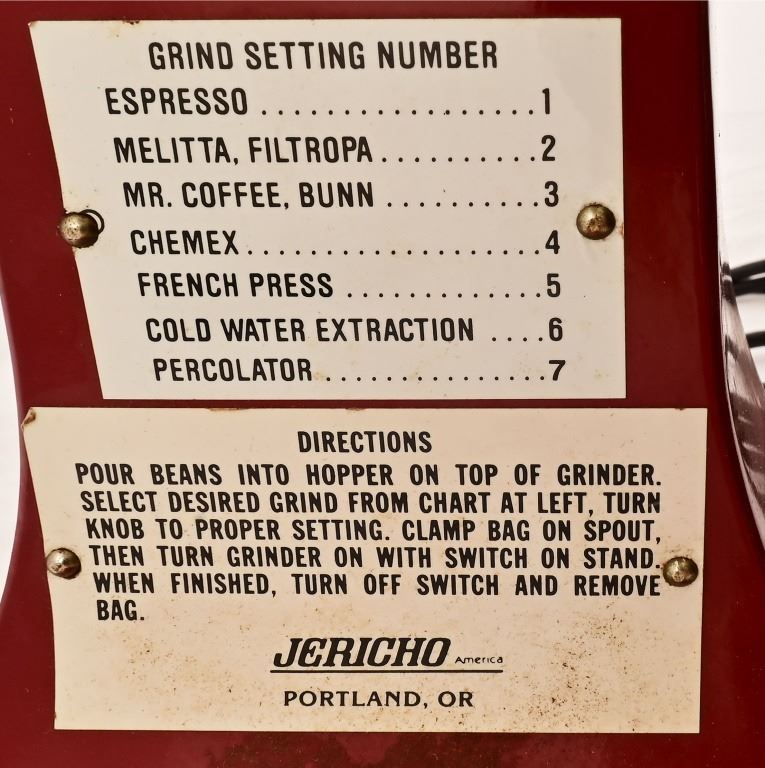 GRIND SETTING NUMBER
ESPRESSO ..................1
MELITTA, FILTROPA..........2
MR. COFFEE, BUNN ..........3
CHEMEX....................4
FRENCH PRESS .............5
COLD WATER EXTRACTION ....6
PERCOLATOR...............7
DIRECTIONS
POUR BEANS INTO HOPPER ON TOP OF GRINDER.
SELECT DESIRED GRIND FROM CHART AT LEFT, TURN
KNOB TO PROPER SETTING. CLAMP BAG ON SPOUT,
THEN TURN GRINDER ON WITH SWITCH ON STAND.
WHEN FINISHED, TURN OFF SWITCH AND REMOVE
BAG.
JERICHO America
PORTLAND, OR